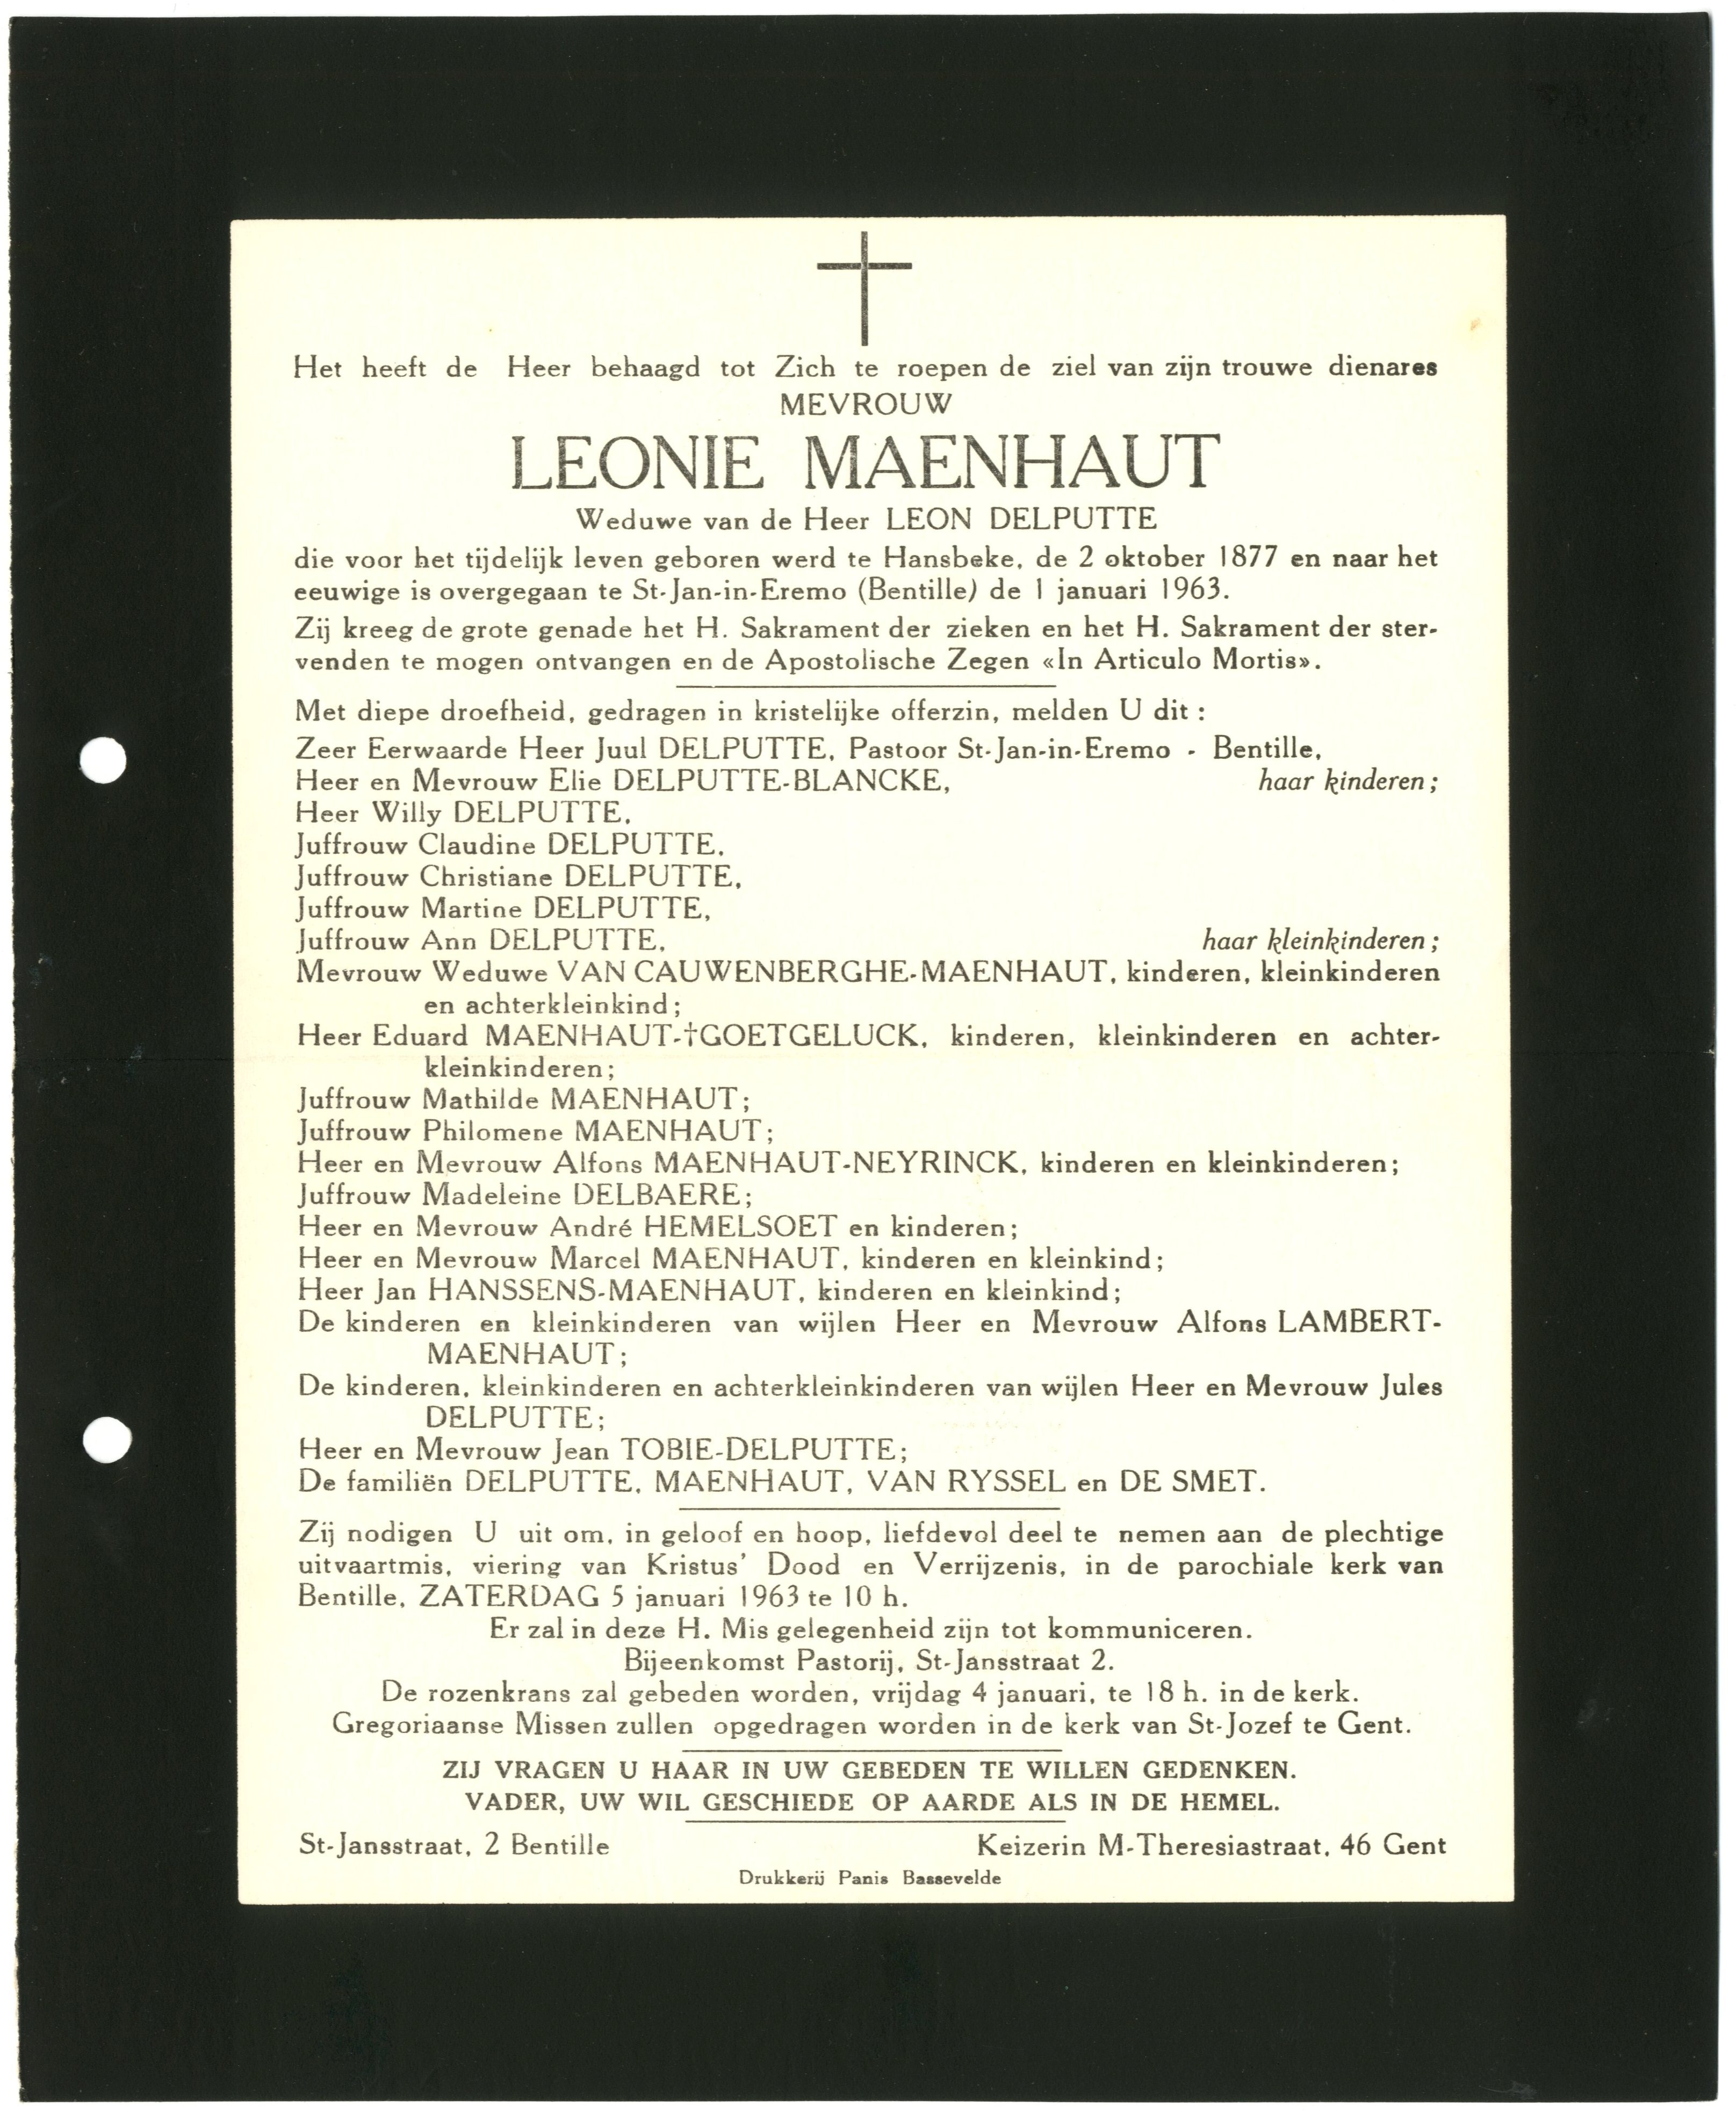 Het heeft de Heer behaagd tot Zich te roepen de ziel van zijn trouwe dienares
MEVROUW
LEONIE MAENHAUT
Weduwe van de Heer LEON DELPUTTE
die voor het tijdelijk leven geboren werd te Hansbeke, de 2 oktober 1877 en naar het
eeuwige is overgegaan te St-Jan-in-Eremo (Bentille) de 1 januari 1963.
Zij kreeg de grote genade het H. Sakrament der zieken en het H. Sakrament der ster-
venden te mogen ontvangen en de Apostolische Zegen «In Articulo Mortis».
Met diepe droefheid, gedragen in kristelijke offerzin, melden U dit :
Zeer Eerwaarde Heer Juul DELPUTTE, Pastoor St-Jan-in-Eremo - Bentille,
Heer en Mevrouw Elie DELPUTTE-BLANCKE, haar kinderen;
Heer Willy DELPUTTE,
Juffrouw Claudine DELPUTTE,
Juffrouw Christiane DELPUTTE,
Juffrouw Martine DELPUTTE,
Juffrouw Ann DELPUTTE, haar kleinkinderen;
Mevrouw Weduwe VAN CAUWENBERGHE-MAENHAUT, kinderen, kleinkinderen
en achterkleinkind;
Heer Eduard MAENHAUT-†GOETGELUCK, kinderen, kleinkinderen en achter-
kleinkinderen;
Juffrouw Mathilde MAENHAUT;
Juffrouw Philomene MAENHAUT;
Heer en Mevrouw Alfons MAENHAUT-NEYRINCK, kinderen en kleinkinderen;
Juffrouw Madeleine DELBAERE;
Heer en Mevrouw André HEMELSOET en kinderen;
Heer en Mevrouw Marcel MAENHAUT, kinderen en kleinkind;
Heer Jan HANSSENS-MAENHAUT, kinderen en kleinkind;
De kinderen en kleinkinderen van wijlen Heer en Mevrouw Alfons LAMBERT-
MAENHAUT;
De kinderen, kleinkinderen en achterkleinkinderen van wijlen Heer en Mevrouw Jules
DELPUTTE;
Heer en Mevrouw Jean TOBIE-DELPUTTE;
De familiën DELPUTTE, MAENHAUT, VAN RYSSEL en DE SMET.
Zij nodigen U uit om, in geloof en hoop, liefdevol deel te nemen aan de plechtige
uitvaartmis, viering van Kristus' Dood en Verrijzenis, in de parochiale kerk van
Bentille, ZATERDAG 5 januari 1963 te 10 h.
Er zal in deze H. Mis gelegenheid zijn tot kommuniceren.
Bijeenkomst Pastorij, St-Jansstraat 2.
De rozenkrans zal gebeden worden, vrijdag 4 januari, te 18 h. in de kerk.
Gregoriaanse Missen zullen opgedragen worden in de kerk van St-Jozef te Gent.
ZIJ VRAGEN U HAAR IN UW GEBEDEN TE WILLEN GEDENKEN.
VADER, UW WIL GESCHIEDE OP AARDE ALS IN DE HEMEL.
St-Jansstraat, 2 Bentille Keizerin M-Theresiastraat, 46 Gent
Drukkerij Panis Bassevelde